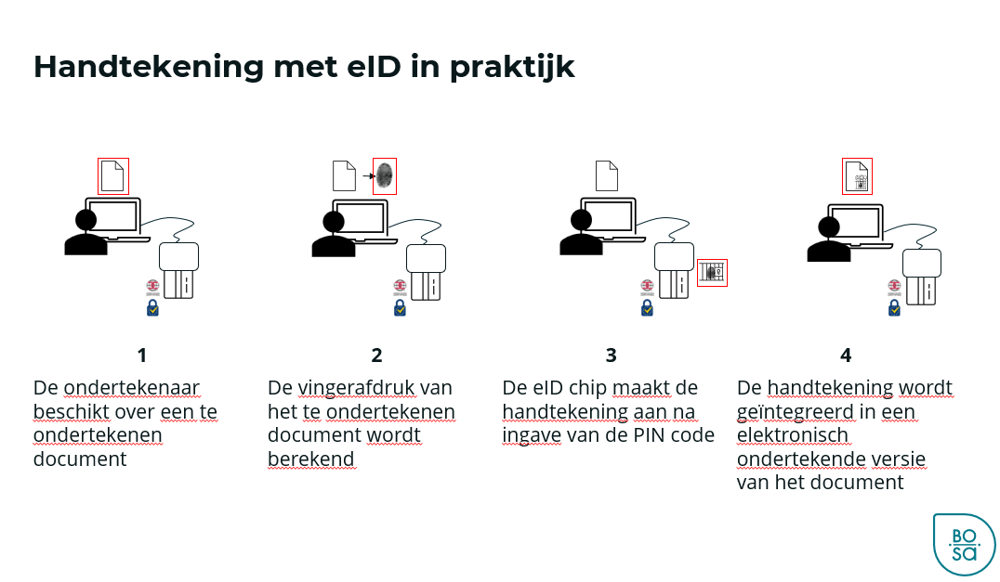 Handtekening met eID in praktijk
1
De ondertekenaar
beschikt over een te
ondertekenen
document
2
De vingerafdruk van
het te ondertekenen
document wordt
berekend
3
De eID chip maakt de
handtekening aan na
ingave van de PIN code
4
De handtekening wordt
geïntegreerd in een
elektronisch
ondertekende versie
van het document
BO
sa